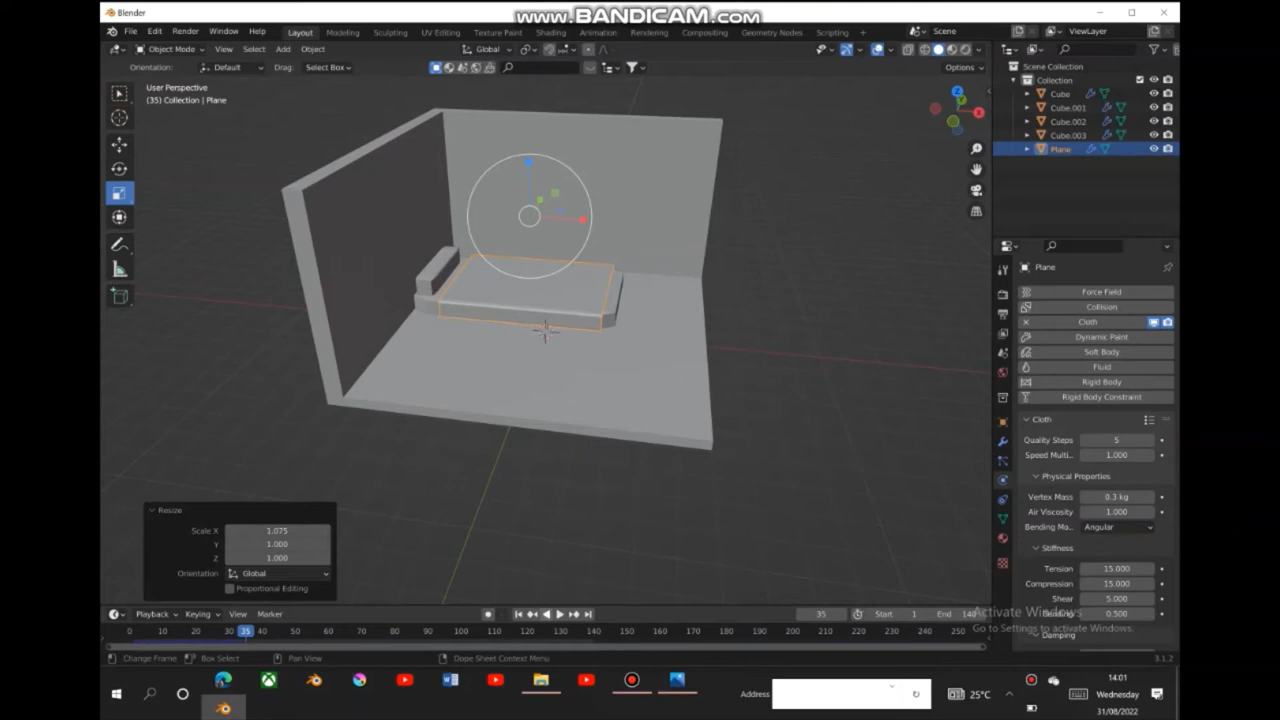 www.BANDICAM.com
Blender
File Edit Render Window Help Layout Modeling Sculpting UV Editing Texture Paint Shading Animation Rendering Compositing Geometry Nodes Scripting + Scene ViewLayer
Object Mode View Select Add Object Global
Orientation: Default Drag: Select Box Options
User Perspective
(35) Collection | Plane
Z
Y
X
Scene Collection
Collection
Cube
Cube.001
Cube.002
Cube.003
Plane
Plane
Force Field
Collision
Cloth
Dynamic Paint
Soft Body
Fluid
Rigid Body
Rigid Body Constraint
Cloth
Quality Steps 5
Speed Multi.. 1.000
Physical Properties
Vertex Mass 0.3 kg
Air Viscosity 1.000
Bending Mo.. Angular
Stiffness
Tension 15.000
Compression 15.000
Shear 5.000
Bending 0.500
Damping
Activate Windows
Go to Settings to activate Windows.
Resize
Scale X 1.075
Y 1.000
Z 1.000
Orientation Global
Proportional Editing
Playback Keying View Marker 35 Start 1 End 140
0 10 20 30 35 40 50 60 70 80 90 100 110 120 130 140 150 160 170 180 190 200 210 220 230 240 250
Change Frame Box Select Pan View Dope Sheet Context Menu 3.1.2
Address 25°C
14:01
Wednesday
31/08/2022